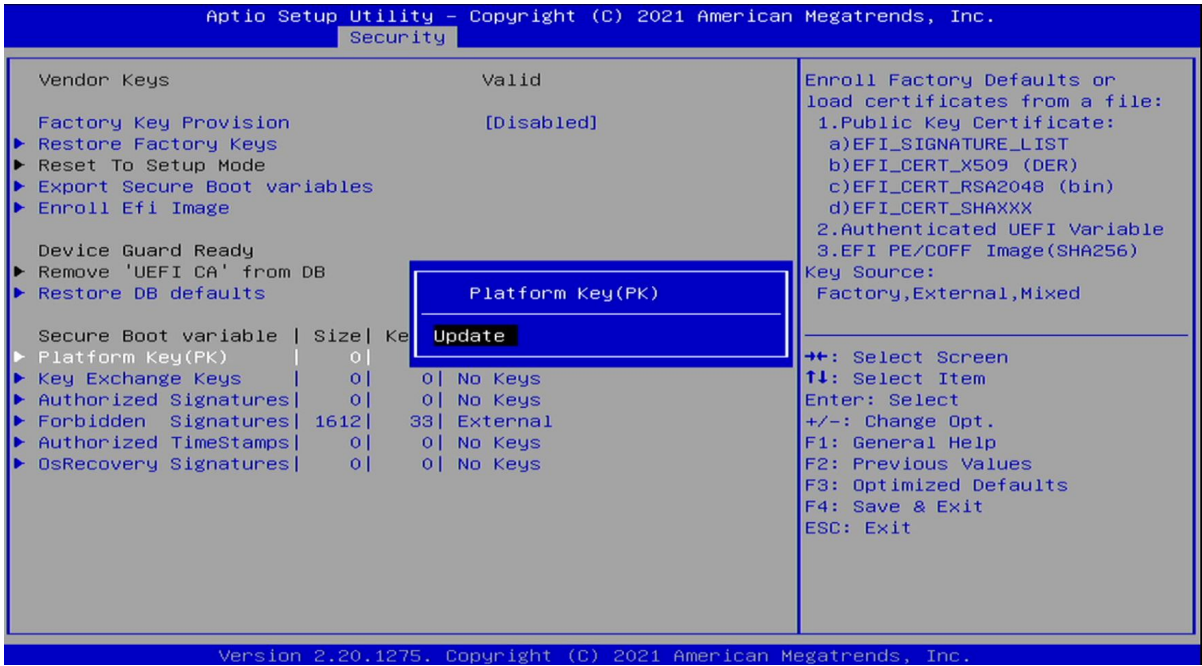 Aptio Setup Utility – Copyright (C) 2021 American Megatrends, Inc.
Security
Vendor Keys Valid
Factory Key Provision [Disabled]
Restore Factory Keys
Reset To Setup Mode
Export Secure Boot variables
Enroll Efi Image
Device Guard Ready
Remove 'UEFI CA' from DB
Restore DB defaults
Secure Boot variable | Size| Ke
Platform Key(PK) | 0|
Key Exchange Keys | 0| 0| No Keys
Authorized Signatures| 0| 0| No Keys
Forbidden Signatures| 1612| 33| External
Authorized TimeStamps| 0| 0| No Keys
OsRecovery Signatures| 0| 0| No Keys
Platform Key(PK)
Update
Enroll Factory Defaults or
load certificates from a file:
1.Public Key Certificate:
a)EFI_SIGNATURE_LIST
b)EFI_CERT_X509 (DER)
c)EFI_CERT_RSA2048 (bin)
d)EFI_CERT_SHAXXX
2.Authenticated UEFI Variable
3.EFI PE/COFF Image(SHA256)
Key Source:
Factory,External,Mixed
→←: Select Screen
↑↓: Select Item
Enter: Select
+/-: Change Opt.
F1: General Help
F2: Previous Values
F3: Optimized Defaults
F4: Save & Exit
ESC: Exit
Version 2.20.1275. Copyright (C) 2021 American Megatrends, Inc.